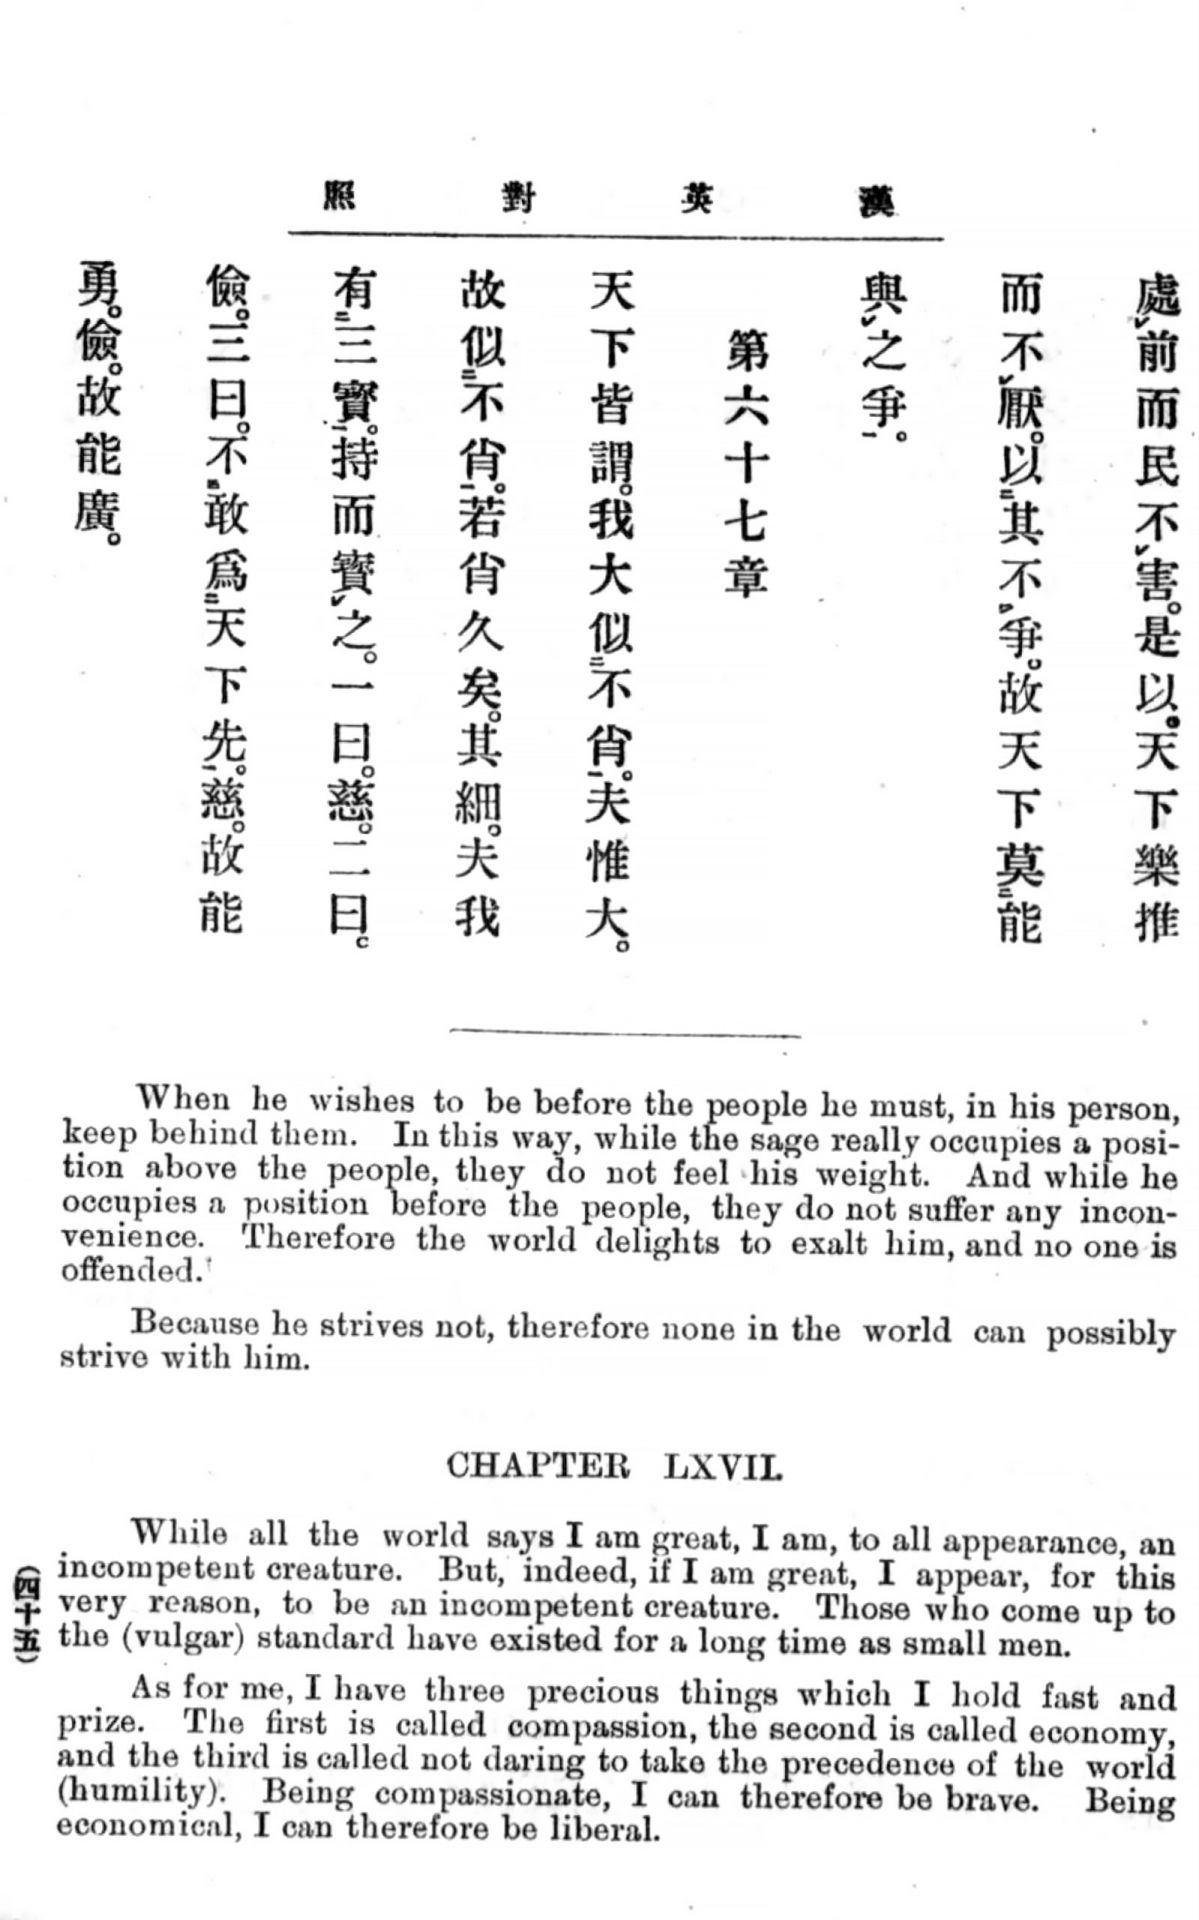 漢英對照
處前而民不害。是以。天下樂推
而不厭。以其不爭。故天下莫能
與之爭。
第六十七章
天下皆謂。我大似不肖。夫惟大。
故似不肖。若肖久矣。其細。夫我
有三寶。持而寶之。一曰。慈。二曰。
儉。三曰。不敢爲天下先。慈。故能
勇。儉。故能廣。
When he wishes to be before the people he must, in his person,
keep behind them. In this way, while the sage really occupies a posi-
tion above the people, they do not feel his weight. And while he
occupies a position before the people, they do not suffer any incon-
venience. Therefore the world delights to exalt him, and no one is
offended.
Because he strives not, therefore none in the world can possibly
strive with him.
CHAPTER LXVII.
While all the world says I am great, I am, to all appearance, an
incompetent creature. But, indeed, if I am great, I appear, for this
very reason, to be an incompetent creature. Those who come up to
the (vulgar) standard have existed for a long time as small men.
As for me, I have three precious things which I hold fast and
prize. The first is called compassion, the second is called economy,
and the third is called not daring to take the precedence of the world
(humility). Being compassionate, I can therefore be brave. Being
economical, I can therefore be liberal.
(四十五)